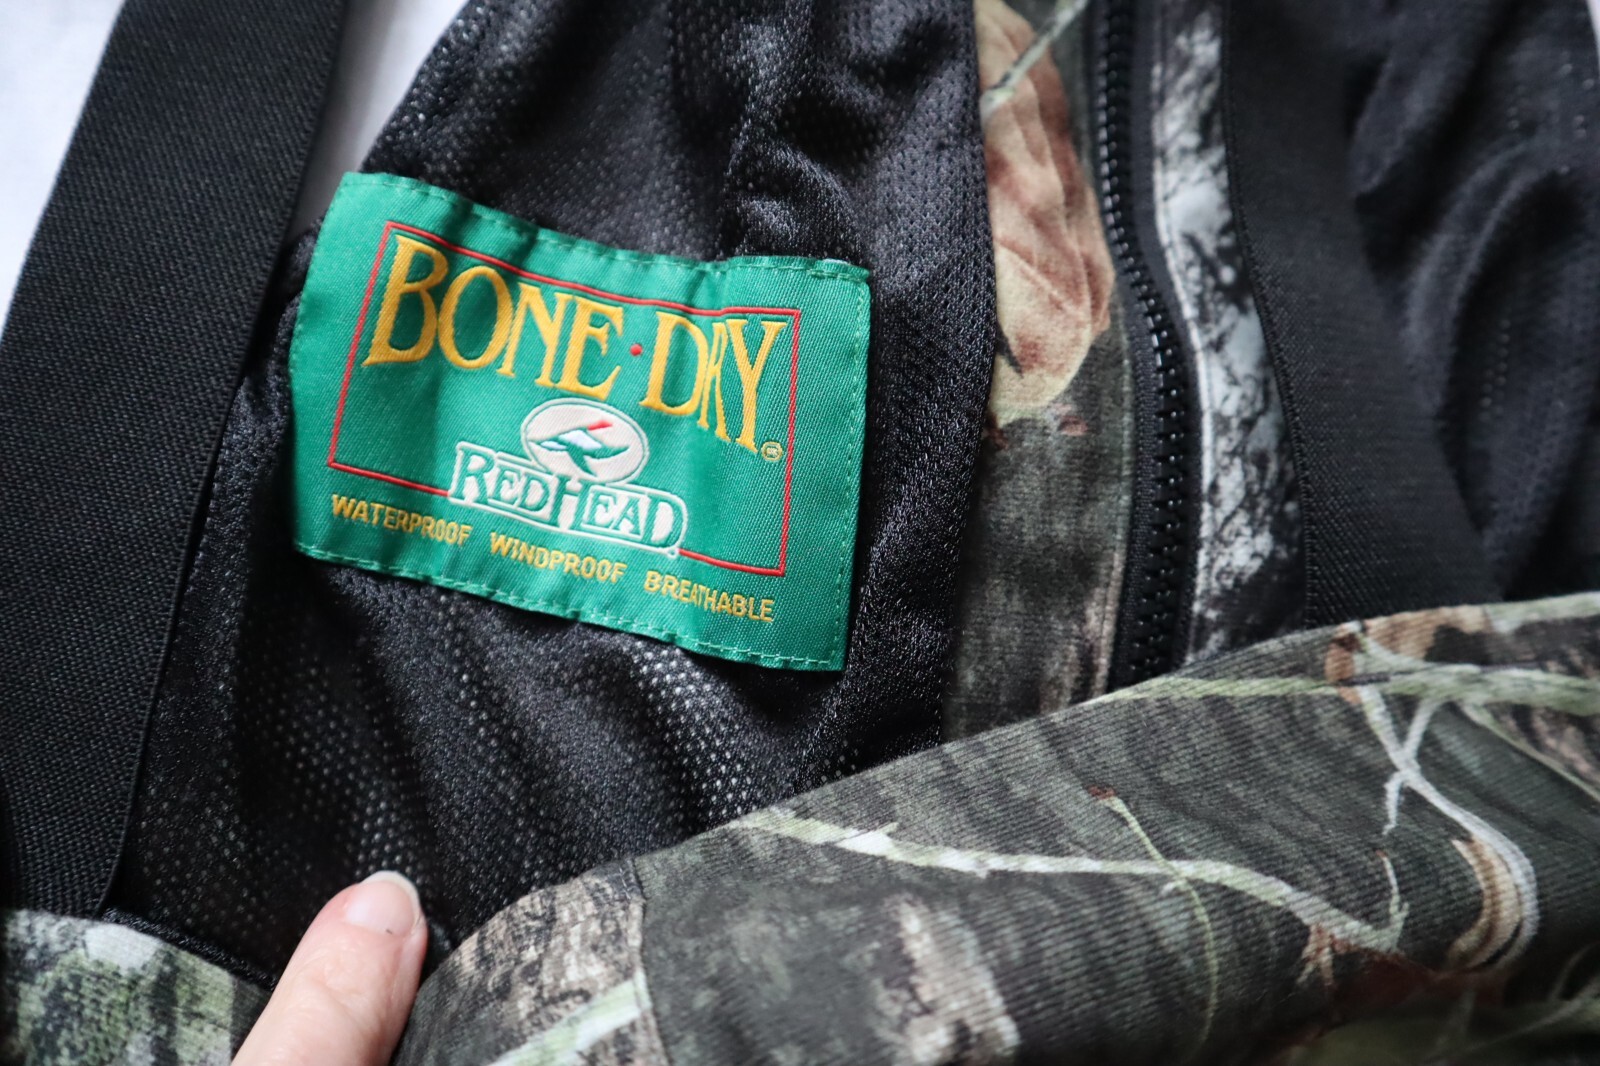 BONE·DRY®
REDHEAD
WATERPROOF WINDPROOF BREATHABLE